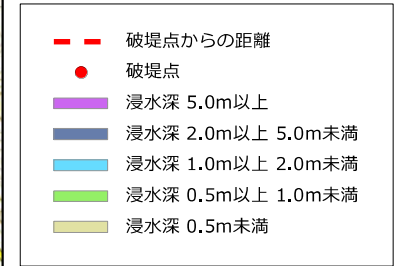 破堤点からの距離
破堤点
浸水深 5.0m以上
浸水深 2.0m以上 5.0m未満
浸水深 1.0m以上 2.0m未満
浸水深 0.5m以上 1.0m未満
浸水深 0.5m未満